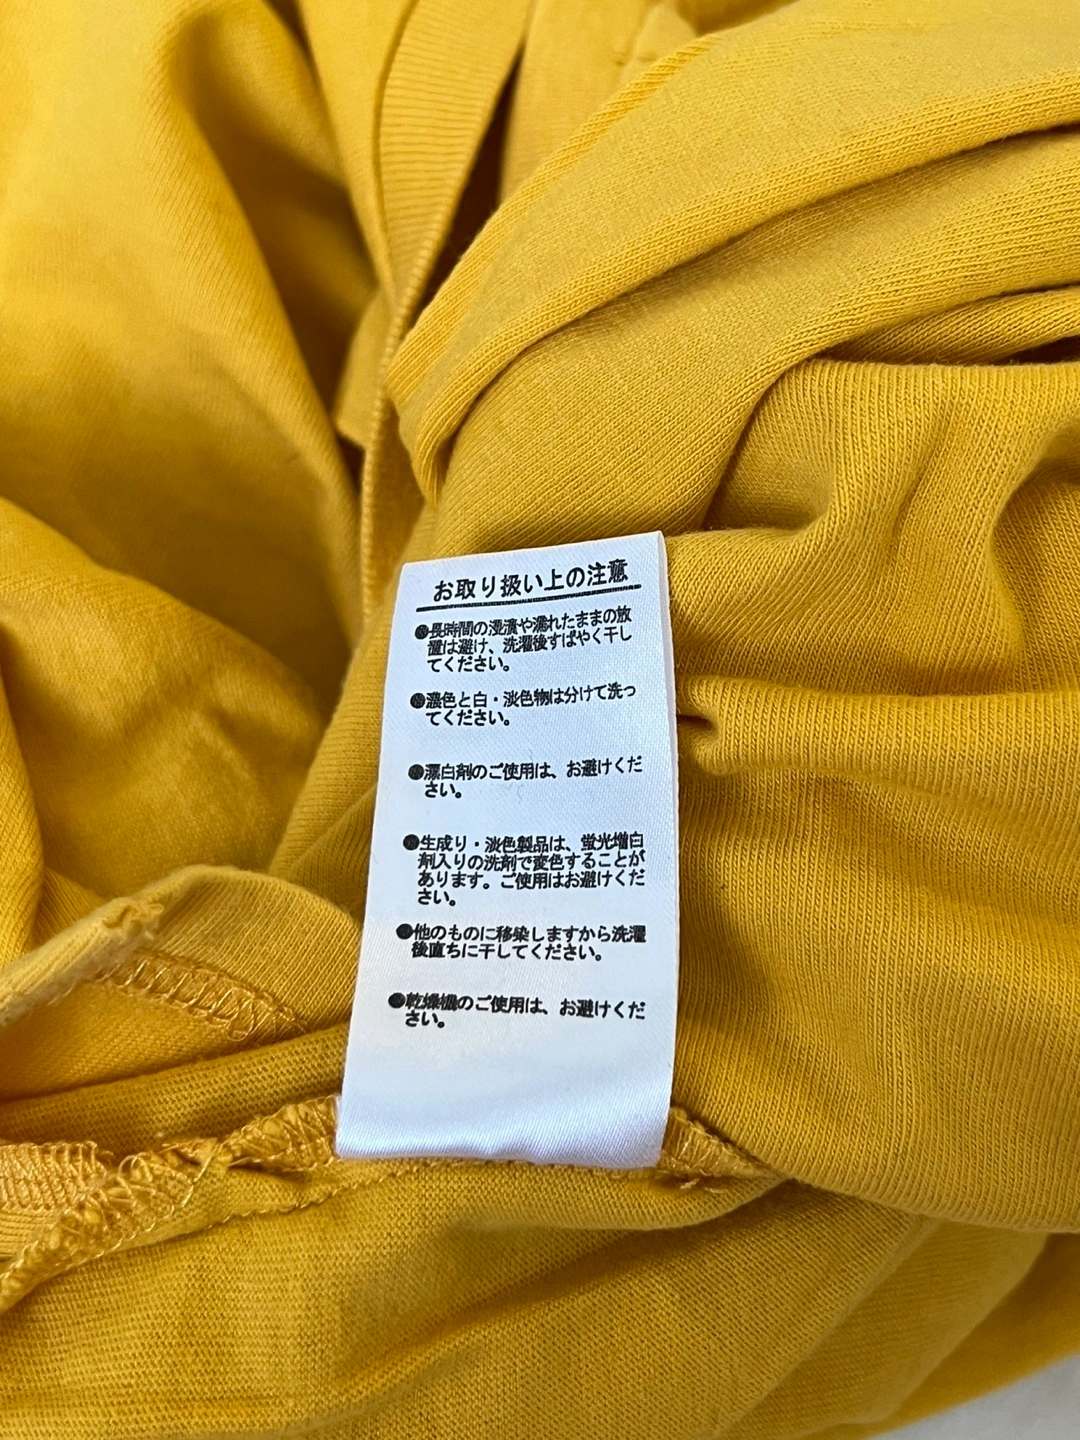 お取り扱い上の注意
●長時間の浸漬や濡れたままの放
置は避け、洗濯後すばやく干し
てください。
●濃色と白・淡色物は分けて洗っ
てください。
●漂白剤のご使用は、お避けくだ
さい。
●生成り・淡色製品は、蛍光増白
剤入りの洗剤で変色することが
あります。ご使用はお避けくだ
さい。
●他のものに移染しますから洗濯
後直ちに干してください。
●乾燥機のご使用は、お避けくだ
さい。